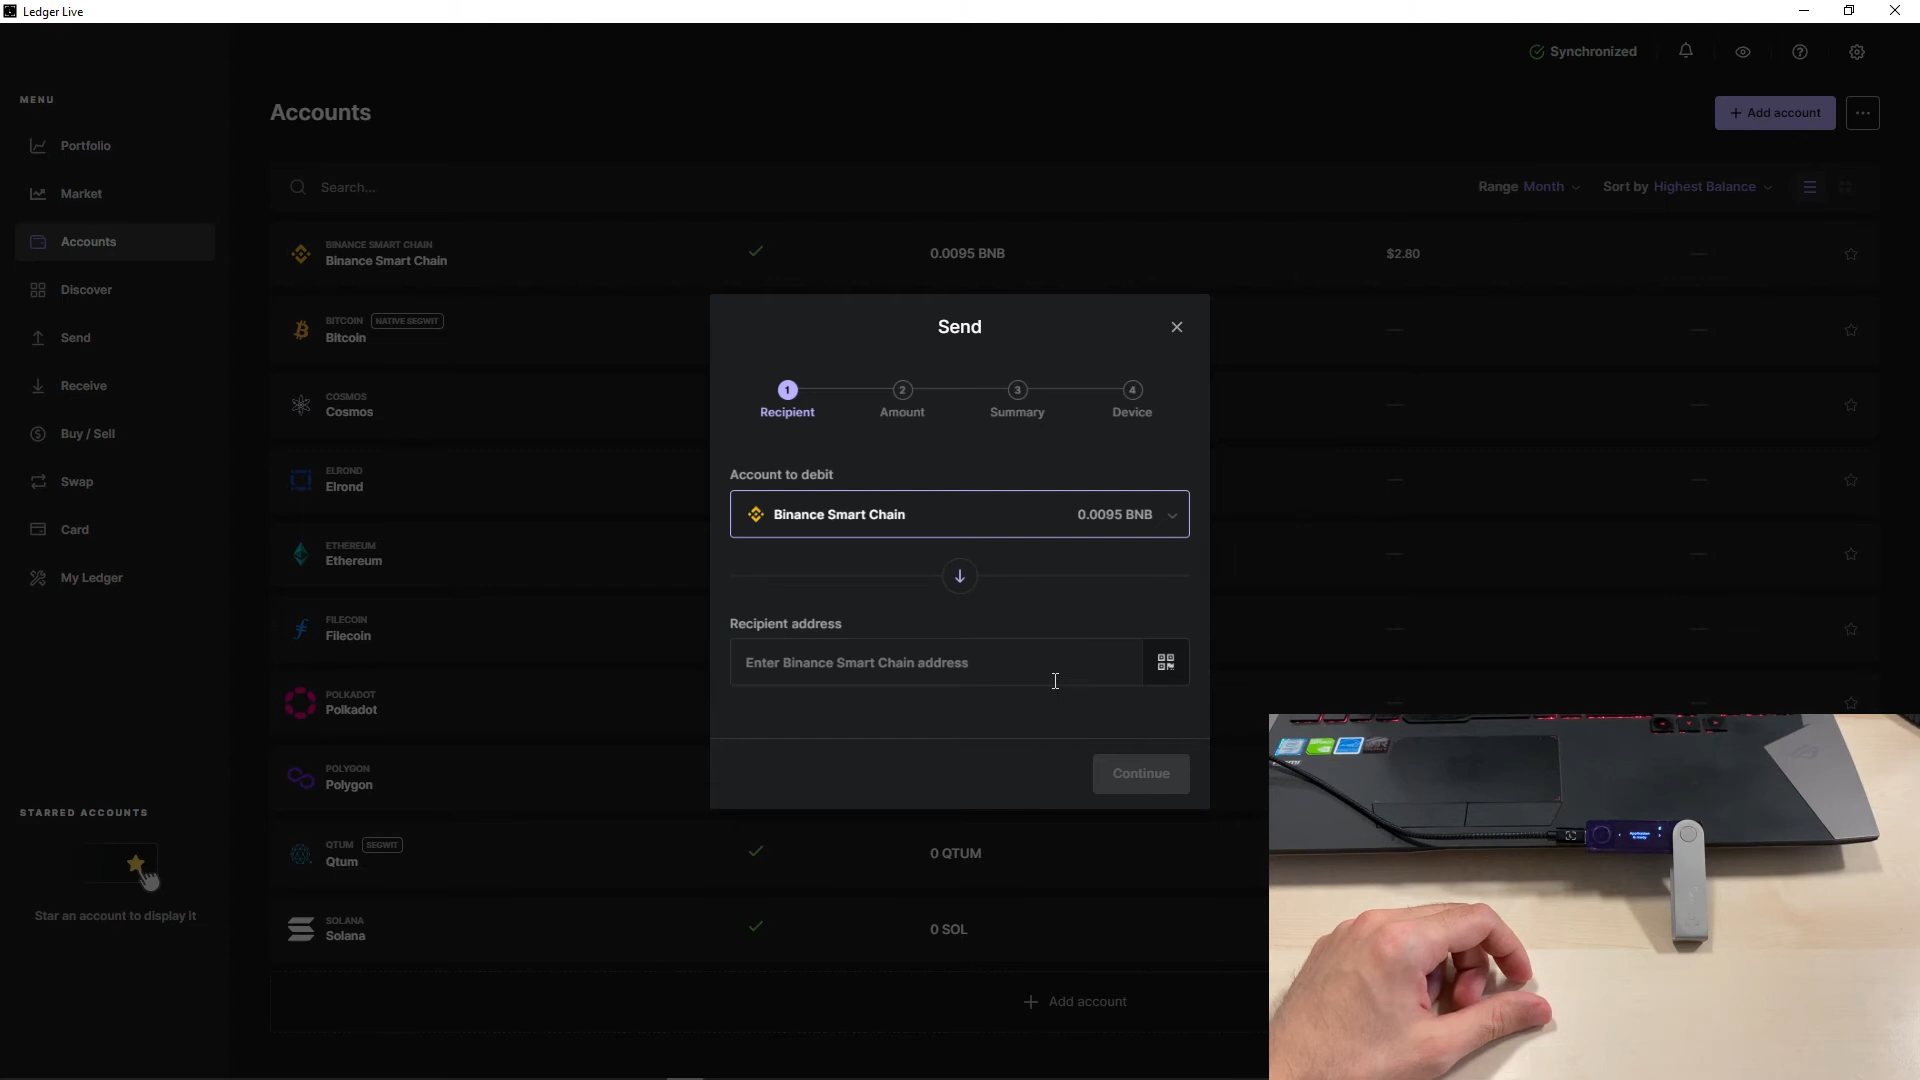 Ledger Live
Synchronized
MENU
Portfolio
Market
Accounts
Discover
Send
Receive
Buy / Sell
Swap
Card
My Ledger
STARRED ACCOUNTS
Star an account to display it
Accounts
+ Add account
Search...
Range Month
Sort by Highest Balance
BINANCE SMART CHAIN
Binance Smart Chain
0.0095 BNB
$2.80
BITCOIN NATIVE SEGWIT
Bitcoin
COSMOS
Cosmos
ELROND
Elrond
ETHEREUM
Ethereum
FILECOIN
Filecoin
POLKADOT
Polkadot
POLYGON
Polygon
QTUM SEGWIT
Qtum
0 QTUM
SOLANA
Solana
0 SOL
+ Add account
Send
1 2 3 4
Recipient Amount Summary Device
Account to debit
Binance Smart Chain 0.0095 BNB
Recipient address
Enter Binance Smart Chain address
Continue
Application
is ready